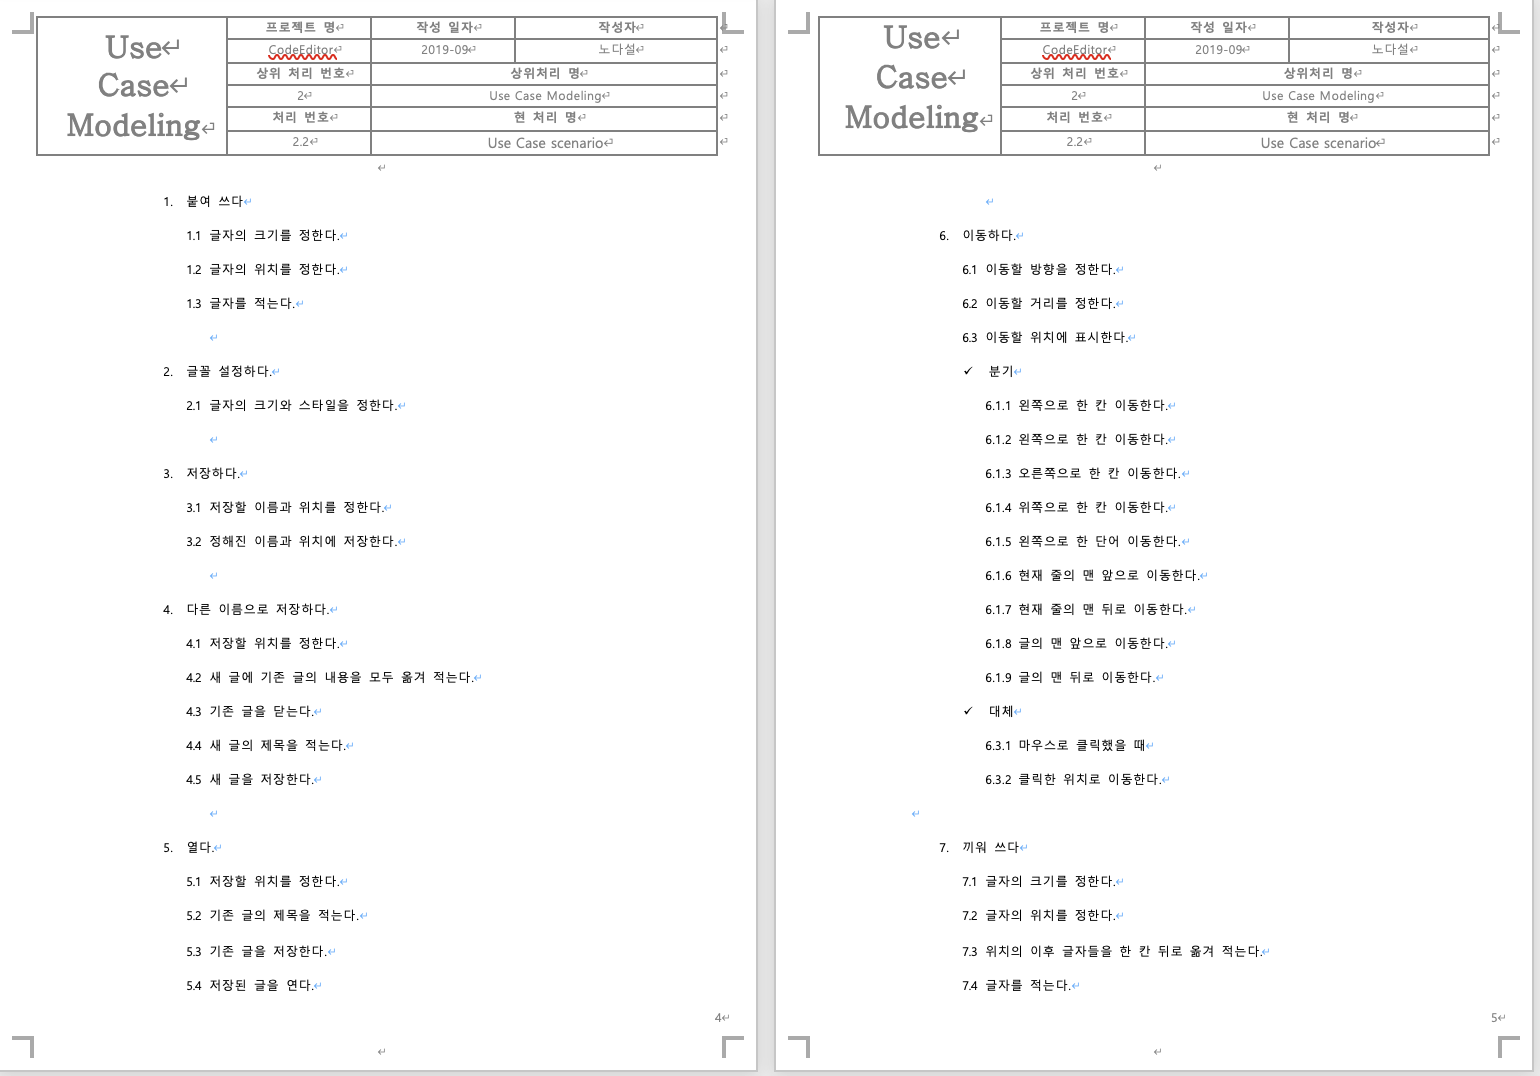 Use
Case
Modeling
프로젝트 명 작성 일자 작성자
CodeEditor 2019-09 노다설
상위 처리 번호 상위처리 명
2 Use Case Modeling
처리 번호 현 처리 명
2.2 Use Case scenario
1. 붙여 쓰다
1.1 글자의 크기를 정한다.
1.2 글자의 위치를 정한다.
1.3 글자를 적는다.
2. 글꼴 설정하다.
2.1 글자의 크기와 스타일을 정한다.
3. 저장하다.
3.1 저장할 이름과 위치를 정한다.
3.2 정해진 이름과 위치에 저장한다.
4. 다른 이름으로 저장하다.
4.1 저장할 위치를 정한다.
4.2 새 글에 기존 글의 내용을 모두 옮겨 적는다.
4.3 기존 글을 닫는다.
4.4 새 글의 제목을 적는다.
4.5 새 글을 저장한다.
5. 열다.
5.1 저장할 위치를 정한다.
5.2 기존 글의 제목을 적는다.
5.3 기존 글을 저장한다.
5.4 저장된 글을 연다.
4
Use
Case
Modeling
프로젝트 명 작성 일자 작성자
CodeEditor 2019-09 노다설
상위 처리 번호 상위처리 명
2 Use Case Modeling
처리 번호 현 처리 명
2.2 Use Case scenario
6. 이동하다.
6.1 이동할 방향을 정한다.
6.2 이동할 거리를 정한다.
6.3 이동할 위치에 표시한다.
✓ 분기
6.1.1 왼쪽으로 한 칸 이동한다.
6.1.2 왼쪽으로 한 칸 이동한다.
6.1.3 오른쪽으로 한 칸 이동한다.
6.1.4 위쪽으로 한 칸 이동한다.
6.1.5 왼쪽으로 한 단어 이동한다.
6.1.6 현재 줄의 맨 앞으로 이동한다.
6.1.7 현재 줄의 맨 뒤로 이동한다.
6.1.8 글의 맨 앞으로 이동한다.
6.1.9 글의 맨 뒤로 이동한다.
✓ 대체
6.3.1 마우스로 클릭했을 때
6.3.2 클릭한 위치로 이동한다.
7. 끼워 쓰다
7.1 글자의 크기를 정한다.
7.2 글자의 위치를 정한다.
7.3 위치의 이후 글자들을 한 칸 뒤로 옮겨 적는다.
7.4 글자를 적는다.
5